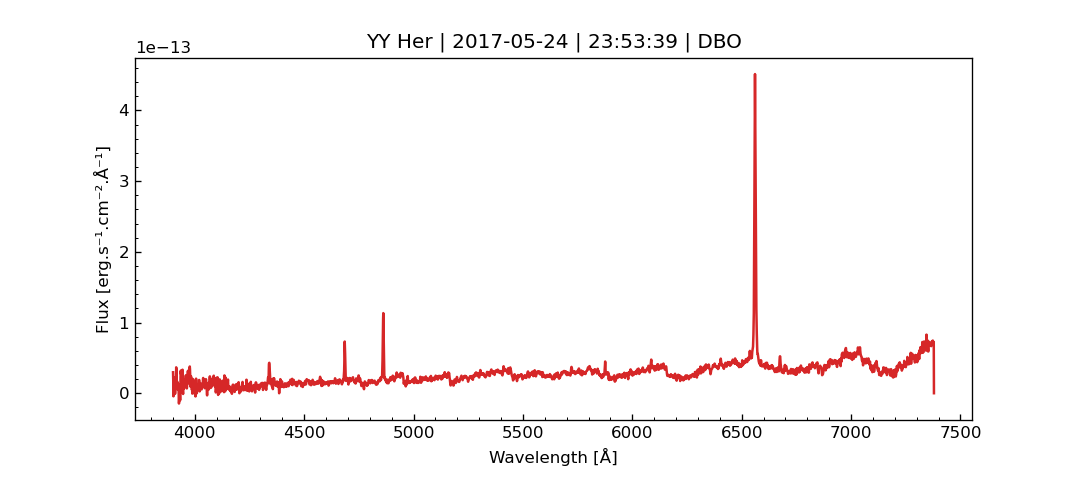 YY Her | 2017-05-24 | 23:53:39 | DBO
1e−13
4
3
2
1
0
Flux [erg.s⁻¹.cm⁻².Å⁻¹]
4000 4500 5000 5500 6000 6500 7000 7500
Wavelength [Å]